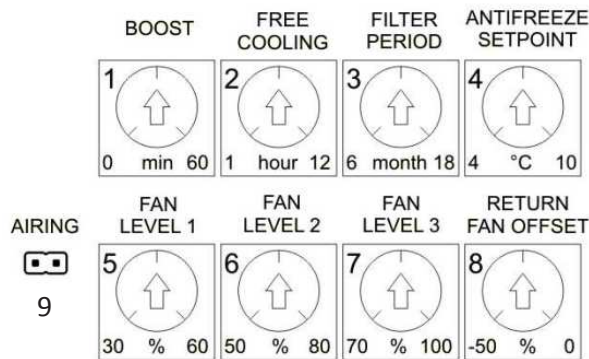 BOOST
FREE
COOLING
FILTER
PERIOD
ANTIFREEZE
SETPOINT
1
0 min 60
2
1 hour 12
3
6 month 18
4
4 °C 10
AIRING
9
FAN
LEVEL 1
FAN
LEVEL 2
FAN
LEVEL 3
RETURN
FAN OFFSET
5
30 % 60
6
50 % 80
7
70 % 100
8
-50 % 0